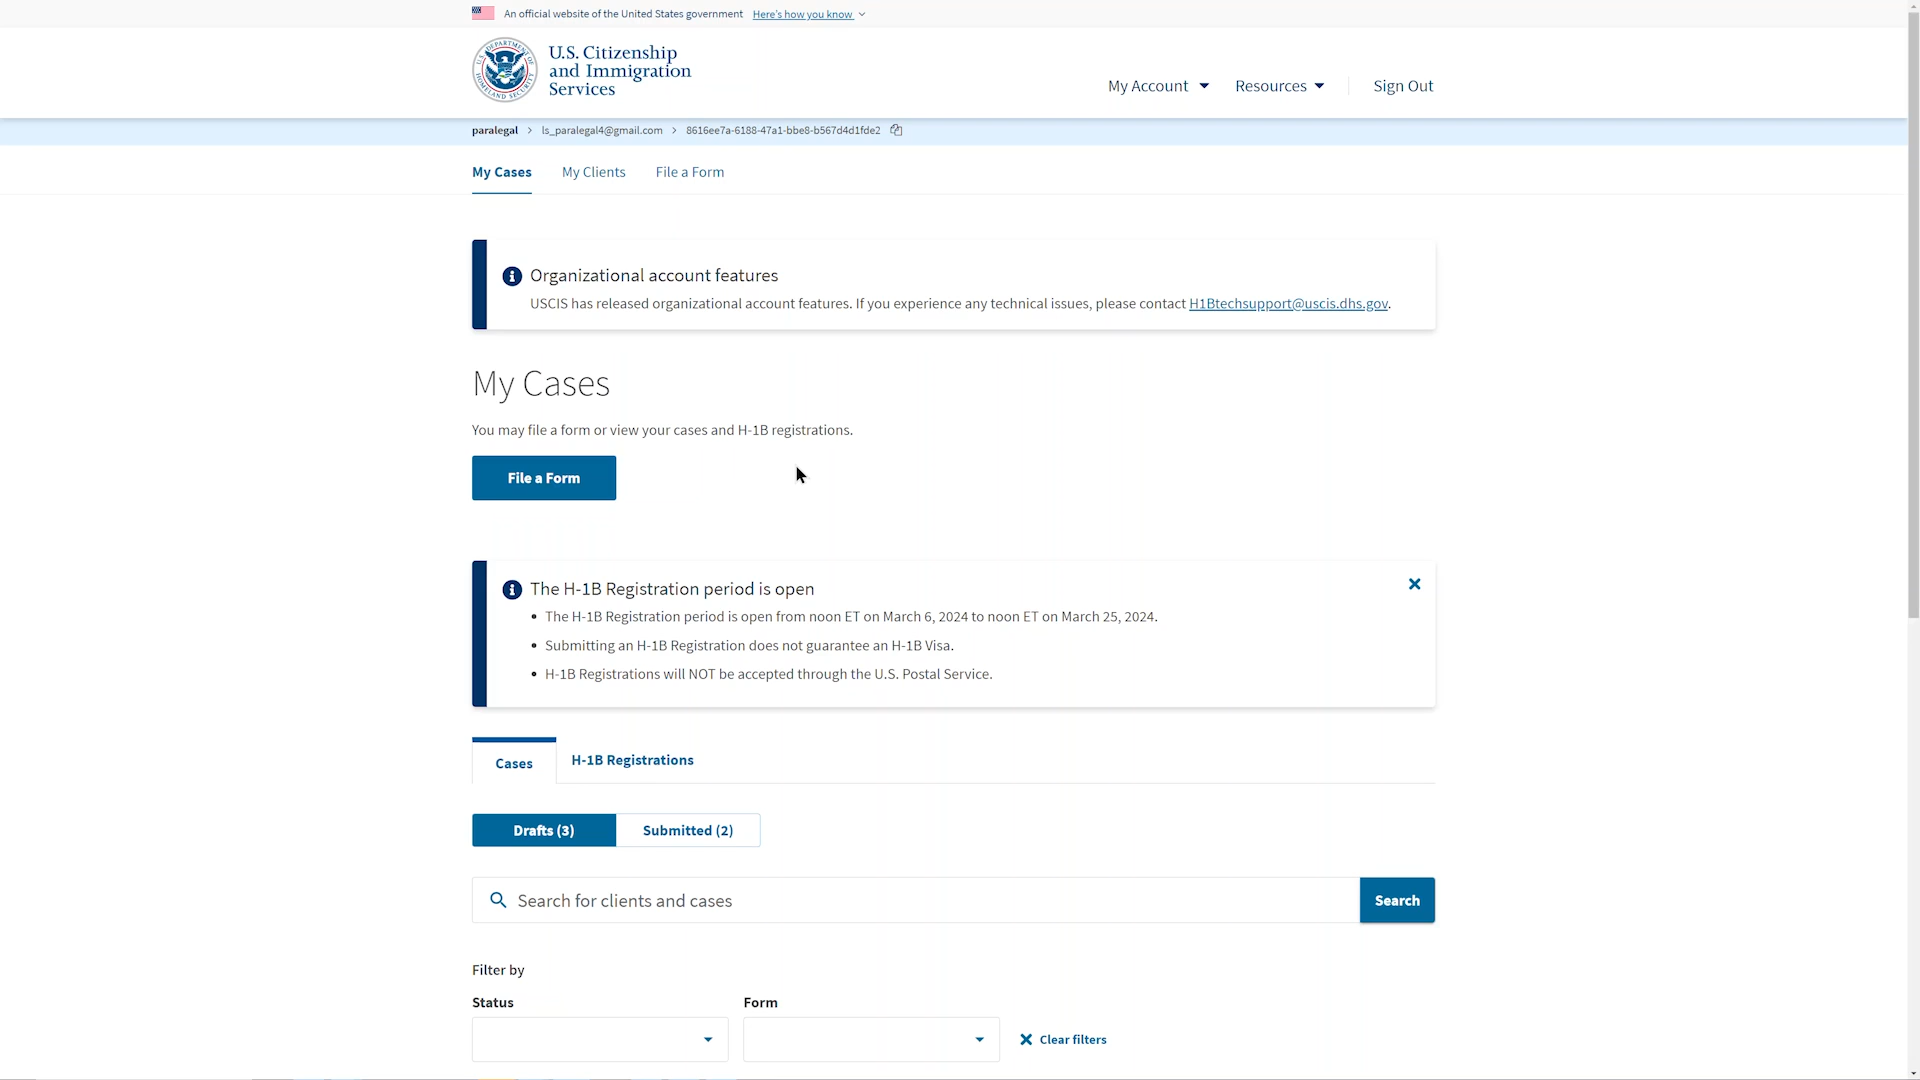 An official website of the United States government Here's how you know
U.S. Citizenship
and Immigration
Services
My Account Resources Sign Out
paralegal > ls_paralegal4@gmail.com > 8616ee7a-6188-47a1-bbe8-b567d4d1fde2
My Cases My Clients File a Form
Organizational account features
USCIS has released organizational account features. If you experience any technical issues, please contact H1Btechsupport@uscis.dhs.gov.
My Cases
You may file a form or view your cases and H-1B registrations.
File a Form
The H-1B Registration period is open
• The H-1B Registration period is open from noon ET on March 6, 2024 to noon ET on March 25, 2024.
• Submitting an H-1B Registration does not guarantee an H-1B Visa.
• H-1B Registrations will NOT be accepted through the U.S. Postal Service.
Cases H-1B Registrations
Drafts (3) Submitted (2)
Search for clients and cases Search
Filter by
Status Form
Clear filters